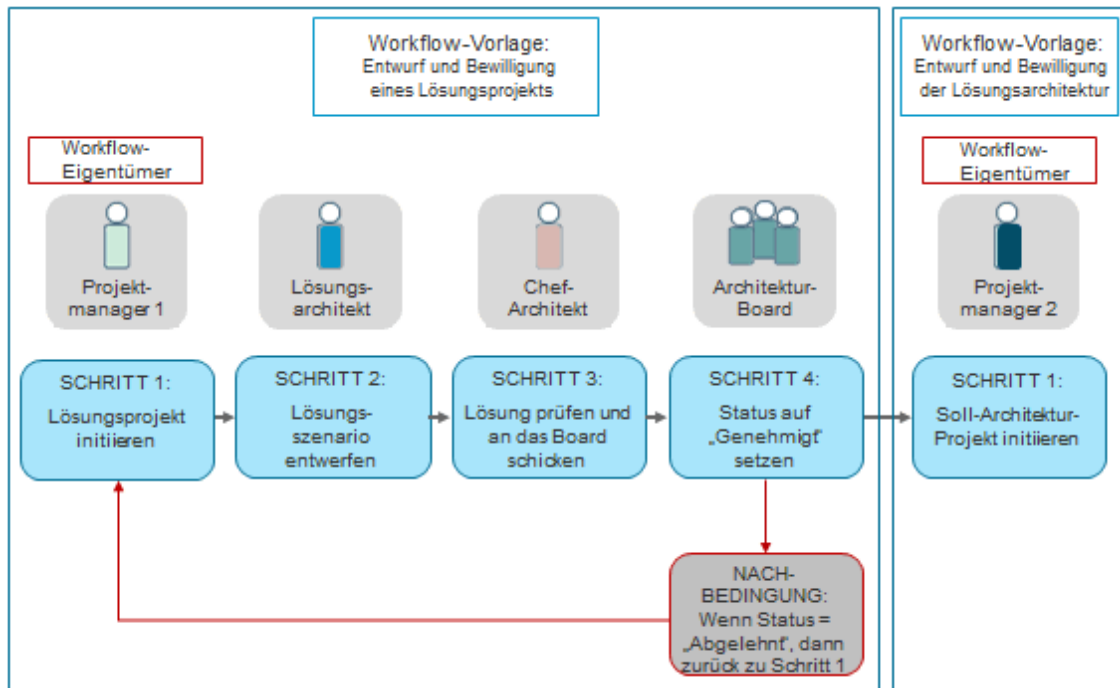 Workflow-Vorlage:
Entwurf und Bewilligung
eines Lösungsprojekts
Workflow-Vorlage:
Entwurf und Bewilligung
der Lösungsarchitektur
Workflow-
Eigentümer
Workflow-
Eigentümer
Projekt-
manager 1
Lösungs-
architekt
Chef-
Architekt
Architektur-
Board
Projekt-
manager 2
SCHRITT 1:
Lösungsprojekt
initiieren
SCHRITT 2:
Lösungs-
szenario
entwerfen
SCHRITT 3:
Lösung prüfen und
an das Board
schicken
SCHRITT 4:
Status auf
„Genehmigt“
setzen
SCHRITT 1:
Soll-Architektur-
Projekt initiieren
NACH-
BEDINGUNG:
Wenn Status =
„Abgelehnt“, dann
zurück zu Schritt 1